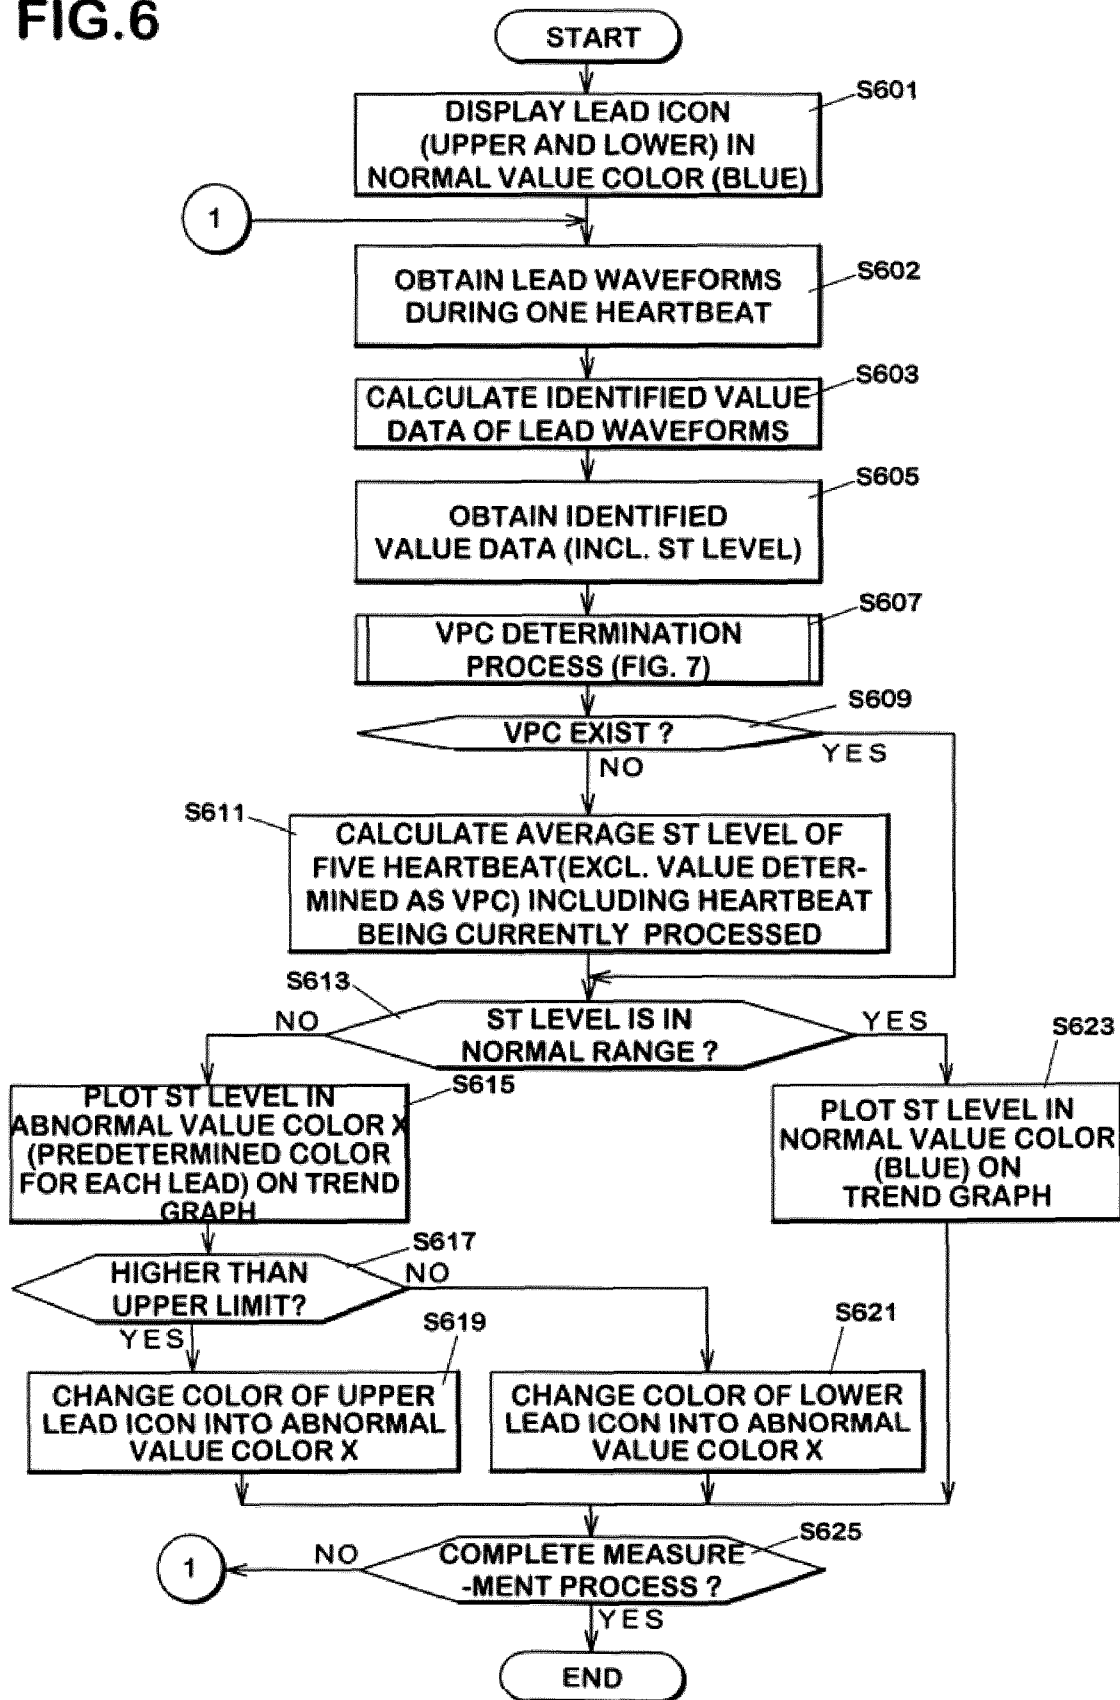 FIG.6
START
S601
DISPLAY LEAD ICON
(UPPER AND LOWER) IN
NORMAL VALUE COLOR (BLUE)
1
S602
OBTAIN LEAD WAVEFORMS
DURING ONE HEARTBEAT
S603
CALCULATE IDENTIFIED VALUE
DATA OF LEAD WAVEFORMS
S605
OBTAIN IDENTIFIED
VALUE DATA (INCL. ST LEVEL)
S607
VPC DETERMINATION
PROCESS (FIG. 7)
S609
VPC EXIST ?
YES
NO
S611
CALCULATE AVERAGE ST LEVEL OF
FIVE HEARTBEAT(EXCL. VALUE DETER-
MINED AS VPC) INCLUDING HEARTBEAT
BEING CURRENTLY PROCESSED
S613
NO
ST LEVEL IS IN
NORMAL RANGE ?
YES
S623
S615
PLOT ST LEVEL IN
ABNORMAL VALUE COLOR X
(PREDETERMINED COLOR
FOR EACH LEAD) ON TREND
GRAPH
PLOT ST LEVEL IN
NORMAL VALUE COLOR
(BLUE) ON
TREND GRAPH
S617
HIGHER THAN
UPPER LIMIT?
NO
YES
S619
S621
CHANGE COLOR OF UPPER
LEAD ICON INTO ABNORMAL
VALUE COLOR X
CHANGE COLOR OF LOWER
LEAD ICON INTO ABNORMAL
VALUE COLOR X
S625
1
NO
COMPLETE MEASURE
-MENT PROCESS ?
YES
END